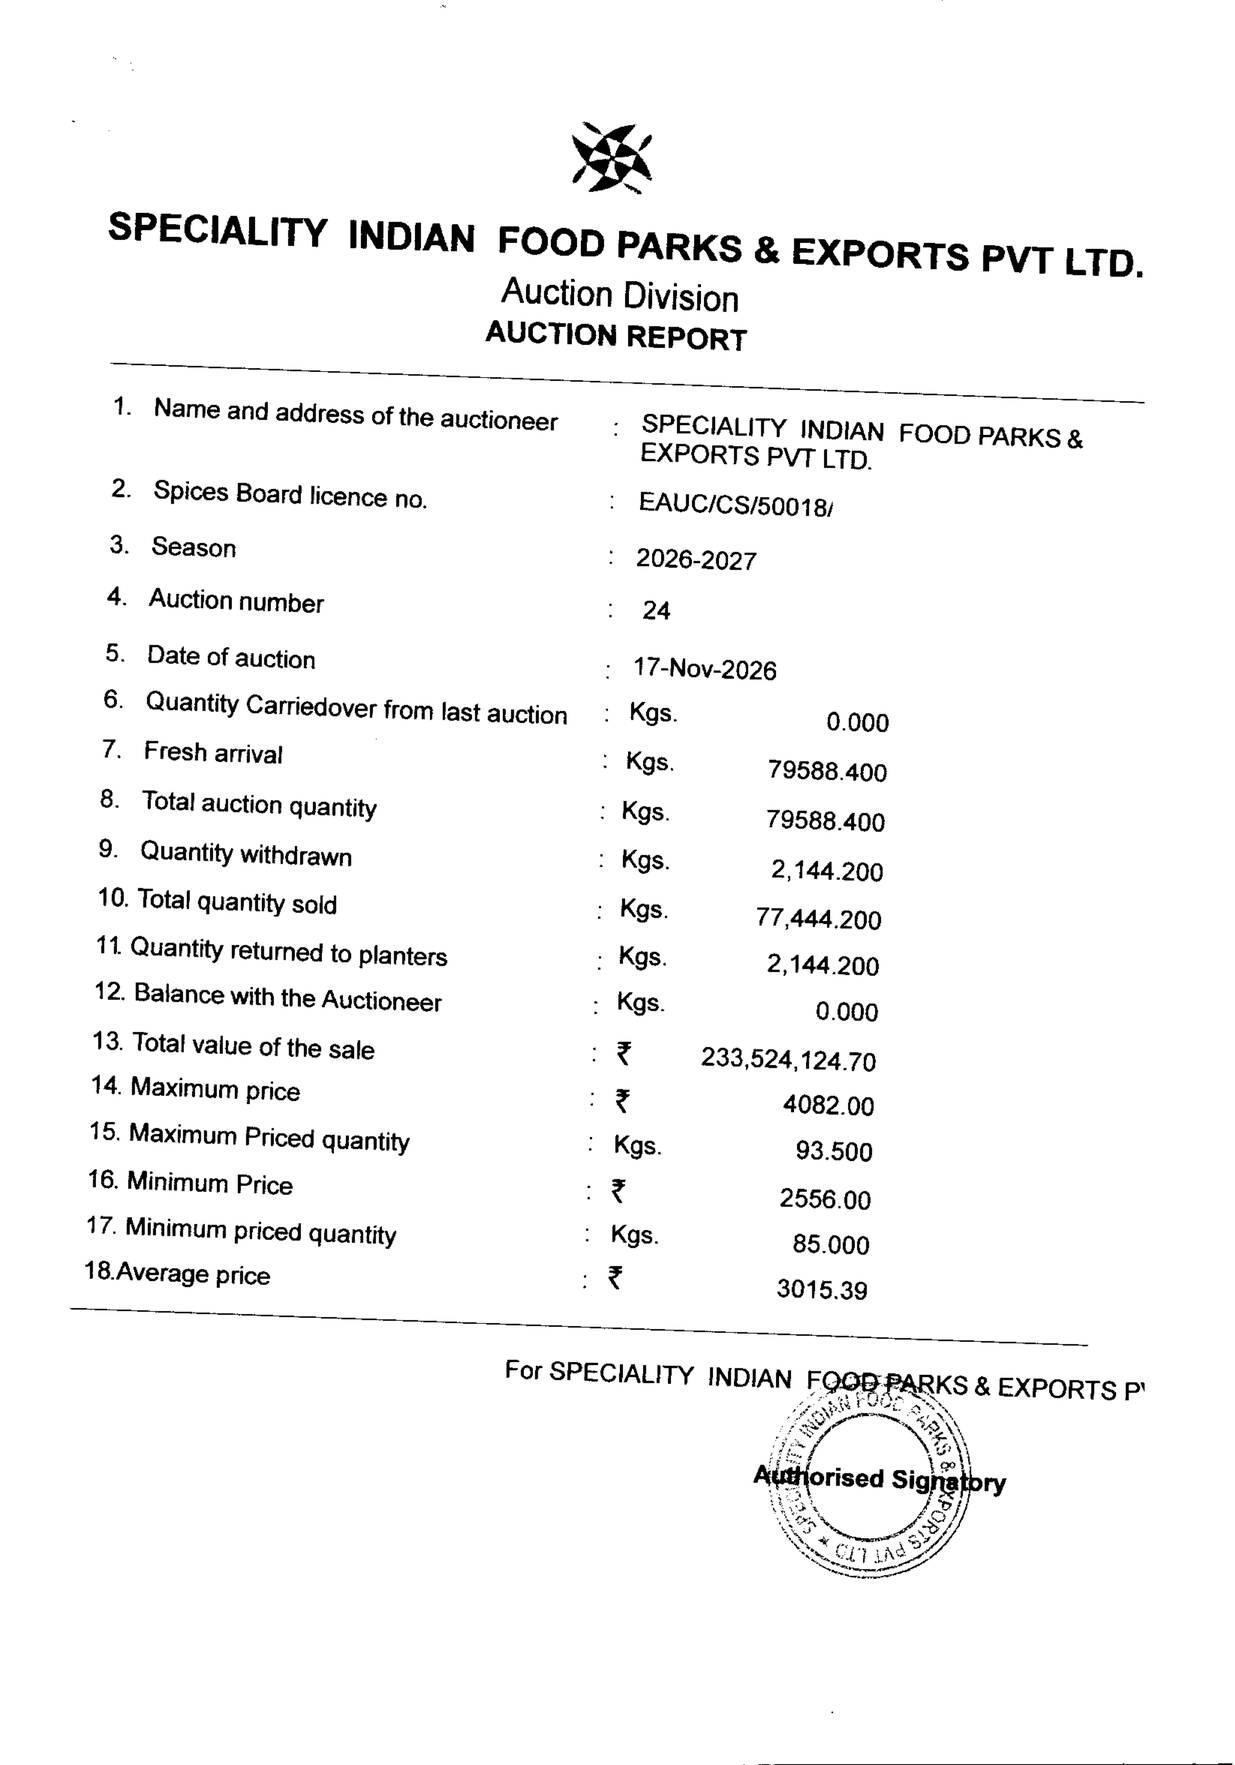 SPECIALITY INDIAN FOOD PARKS & EXPORTS PVT LTD.
Auction Division
AUCTION REPORT
1. Name and address of the auctioneer : SPECIALITY INDIAN FOOD PARKS &
EXPORTS PVT LTD.
2. Spices Board licence no. : EAUC/CS/50018/
3. Season : 2026-2027
4. Auction number : 24
5. Date of auction : 17-Nov-2026
6. Quantity Carriedover from last auction : Kgs. 0.000
7. Fresh arrival : Kgs. 79588.400
8. Total auction quantity : Kgs. 79588.400
9. Quantity withdrawn : Kgs. 2,144.200
10. Total quantity sold : Kgs. 77,444.200
11. Quantity returned to planters : Kgs. 2,144.200
12. Balance with the Auctioneer : Kgs. 0.000
13. Total value of the sale : ₹ 233,524,124.70
14. Maximum price : ₹ 4082.00
15. Maximum Priced quantity : Kgs. 93.500
16. Minimum Price : ₹ 2556.00
17. Minimum priced quantity : Kgs. 85.000
18.Average price : ₹ 3015.39
For SPECIALITY INDIAN FOOD PARKS & EXPORTS P
Authorised Signatory
SPECIALITY INDIAN FOOD PARKS & EXPORTS PVT LTD ★